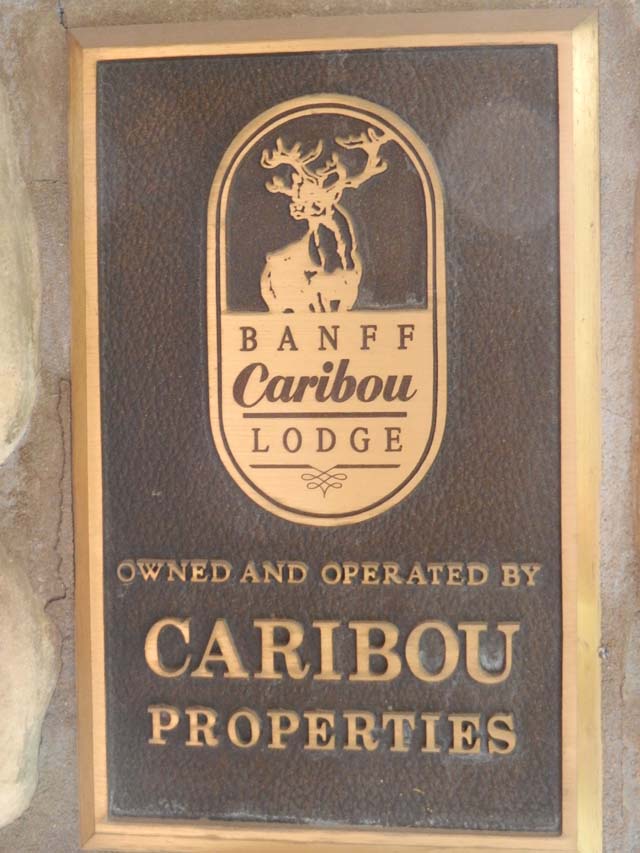 BANFF
Caribou
LODGE
OWNED AND OPERATED BY
CARIBOU
PROPERTIES